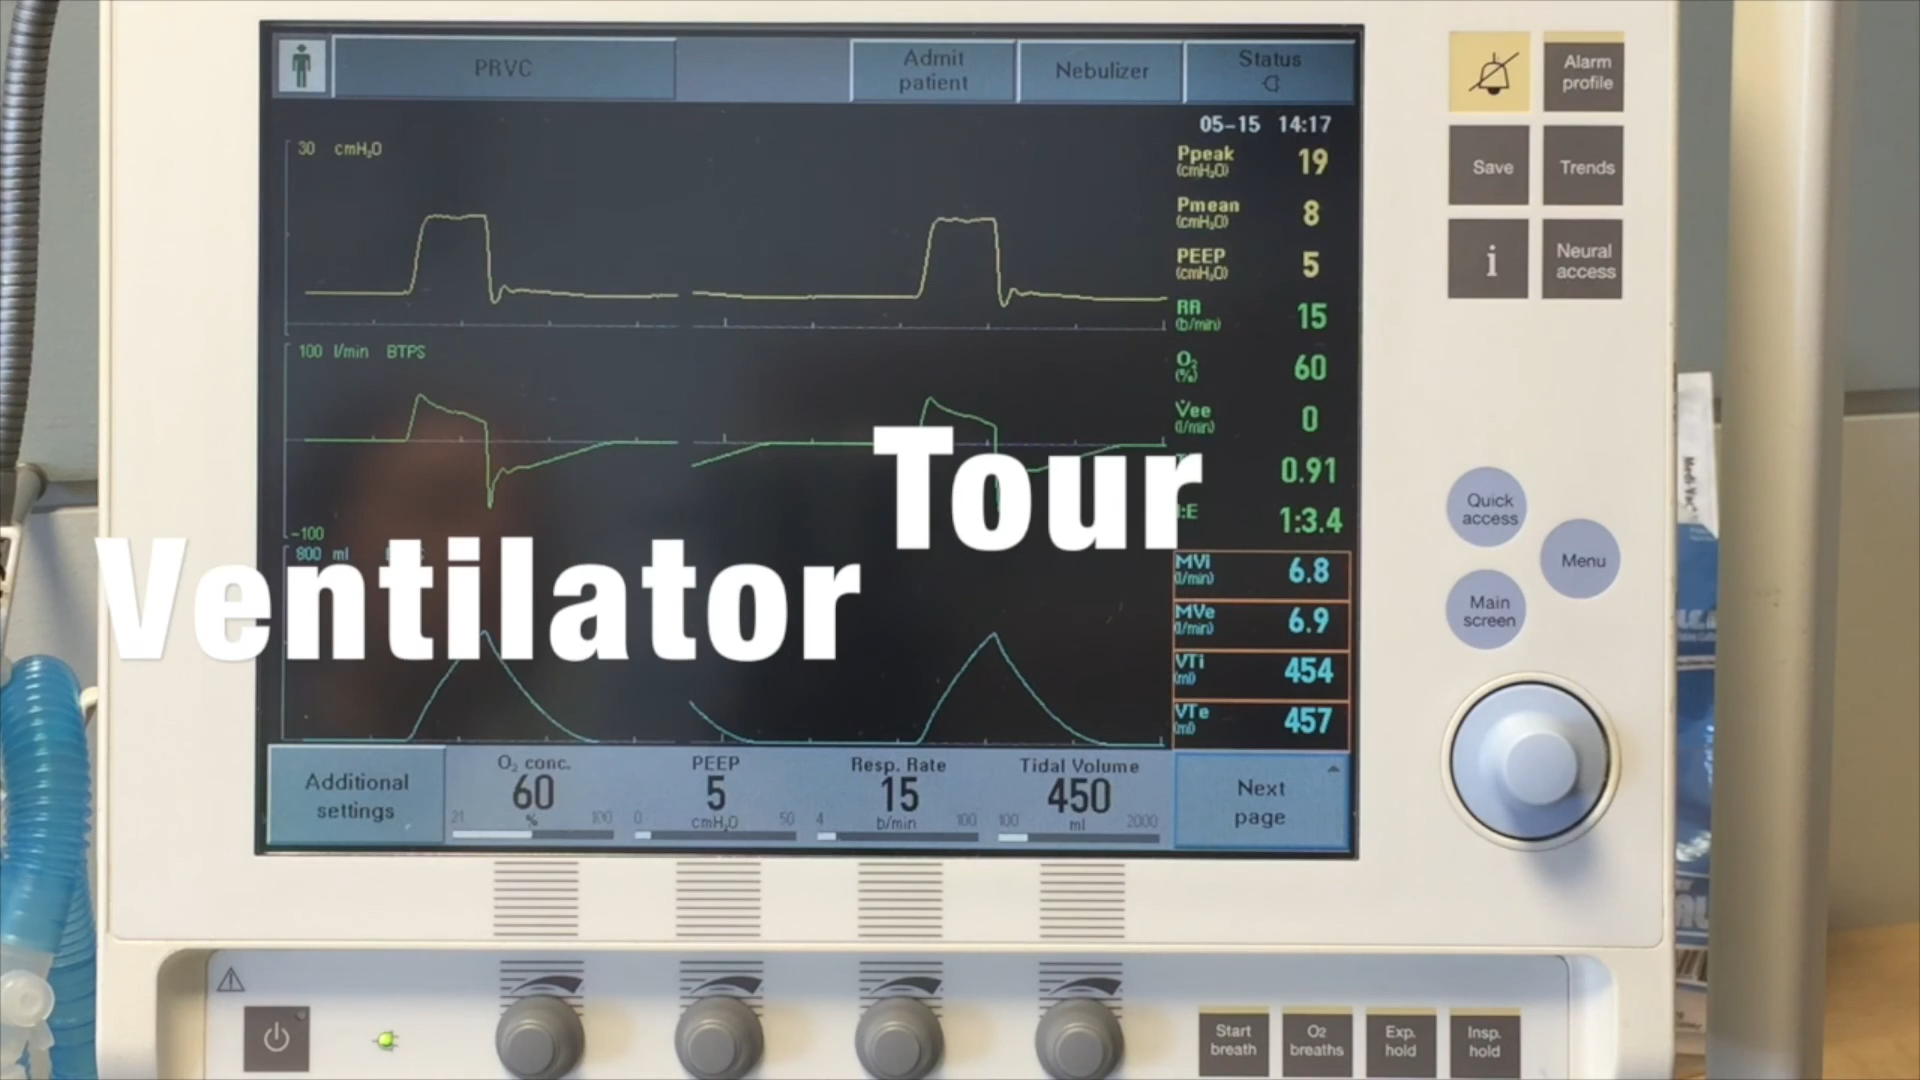 PRVC
Admit patient
Nebulizer
Status
05-15 14:17
30 cmH₂O
Ppeak (cmH₂O) 19
Pmean (cmH₂O) 8
PEEP (cmH₂O) 5
RR (b/min) 15
O₂ (%) 60
100 l/min BTPS
V̇ee (l/min) 0
0.91
I:E 1:3.4
-100
800 ml
MVi (l/min) 6.8
MVe (l/min) 6.9
VTi (ml) 454
VTe (ml) 457
Tour
Ventilator
Additional settings
O₂ conc.
60
21 % 100
PEEP
5
0 cmH₂O 50
Resp. Rate
15
4 b/min 100
Tidal Volume
450
100 ml 2000
Next page
Alarm profile
Save
Trends
i
Neural access
Quick access
Menu
Main screen
Medi-Vac
Start breath
O₂ breaths
Exp. hold
Insp. hold